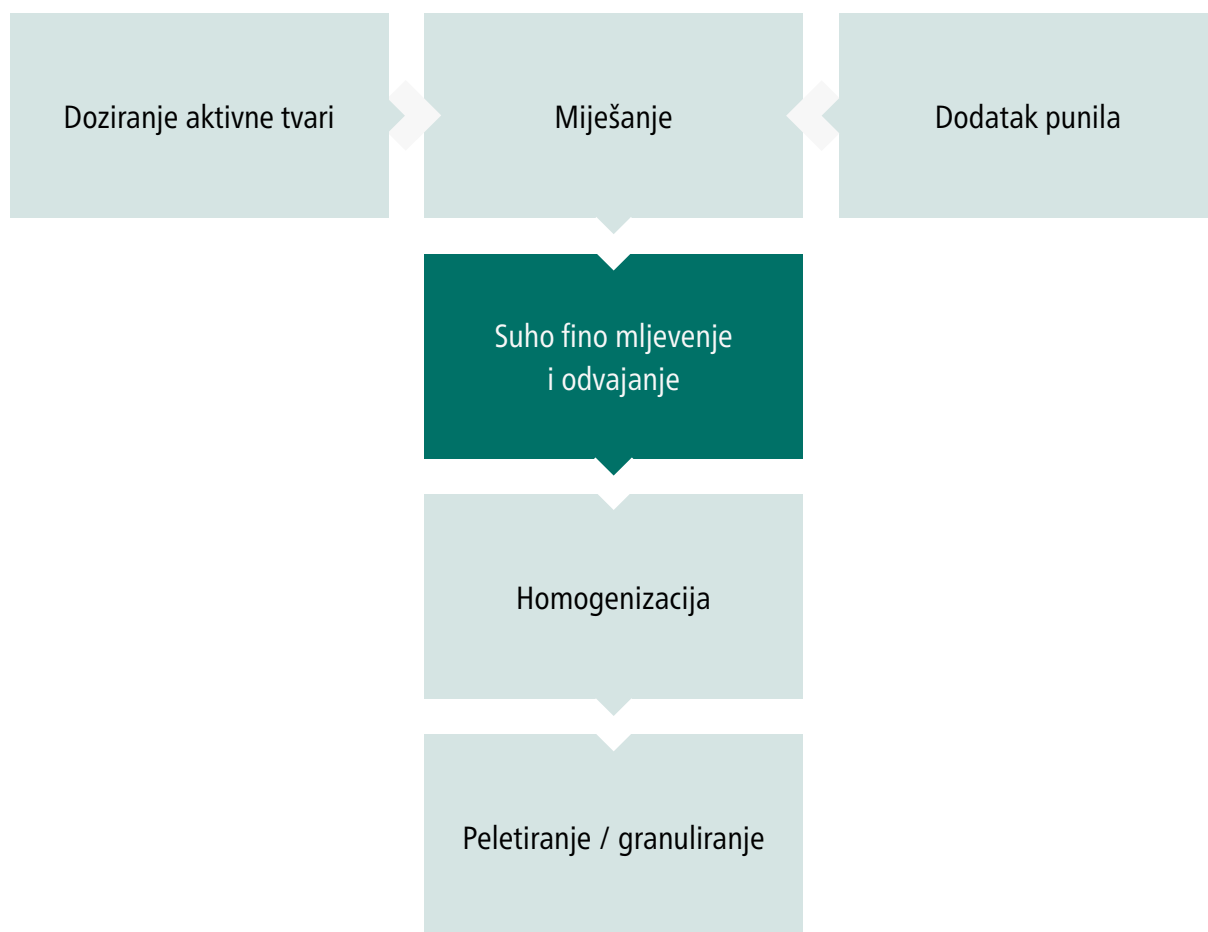 Doziranje aktivne tvari
Miješanje
Dodatak punila
Suho fino mljevenje
i odvajanje
Homogenizacija
Peletiranje / granuliranje